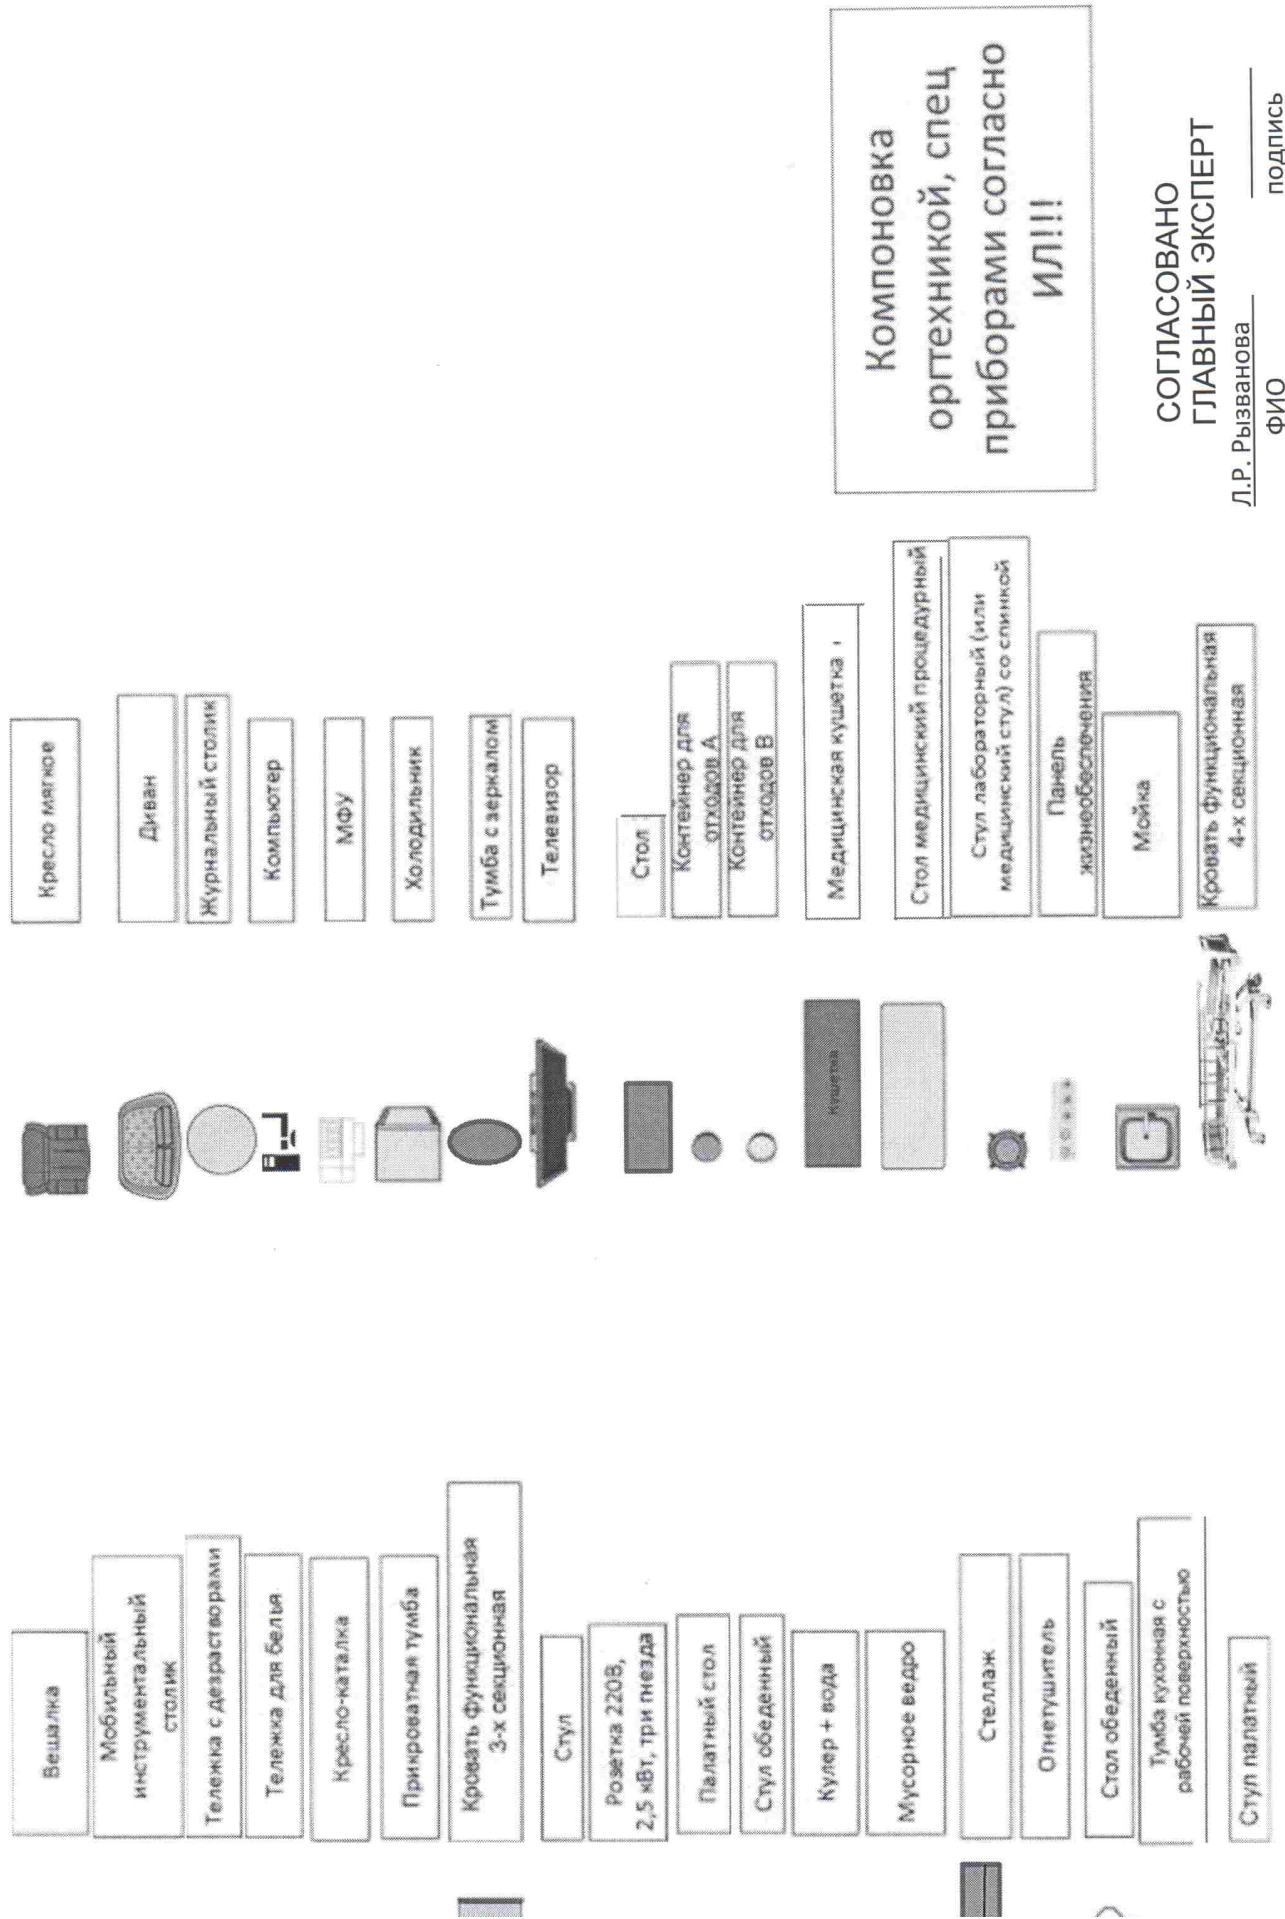 Вешалка
Мобильный
инструментальный
столик
Тележка с дезрастворами
Тележка для белья
Кресло-каталка
Прикроватная тумба
Кровать функциональная
3-х секционная
Стул
Розетка 220В,
2,5 кВт, три гнезда
Палатный стол
Стул обеденный
Кулер + вода
Мусорное ведро
Стеллаж
Огнетушитель
Стол обеденный
Тумба кухонная с
рабочей поверхностью
Стул палатный
Кресло мягкое
Диван
Журнальный столик
Компьютер
МФУ
Холодильник
Тумба с зеркалом
Телевизор
Стол
Контейнер для
отходов А
Контейнер для
отходов В
Кушетка
Медицинская кушетка
Стол медицинский процедурный
Стул лабораторный (или
медицинский стул) со спинкой
Панель
жизнеобеспечения
Мойка
Кровать функциональная
4-х секционная
Компоновка
оргтехникой, спец
приборами согласно
ИЛ!!!
СОГЛАСОВАНО
ГЛАВНЫЙ ЭКСПЕРТ
Л.Р. Рызванова
ФИО подпись